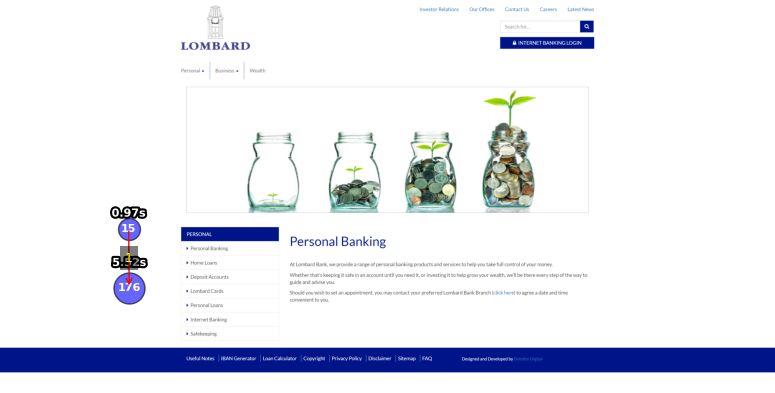 Investor Relations Our Offices Contact Us Careers Latest News
LOMBARD
Search for...
INTERNET BANKING LOGIN
Personal Business Wealth
0.97s
15
5.52s
176
PERSONAL
Personal Banking
Home Loans
Deposit Accounts
Lombard Cards
Personal Loans
Internet Banking
Safekeeping
Personal Banking
At Lombard Bank, we provide a range of personal banking products and services to help you take full control of your money.
Whether that's keeping it safe in an account until you need it, or investing it to help grow your wealth, we'll be there every step of the way to
guide and advise you.
Should you wish to set an appointment, you may contact your preferred Lombard Bank Branch (click here) to agree a date and time
convenient to you.
Useful Notes IBAN Generator Loan Calculator Copyright Privacy Policy Disclaimer Sitemap FAQ
Designed and Developed by Deloitte Digital